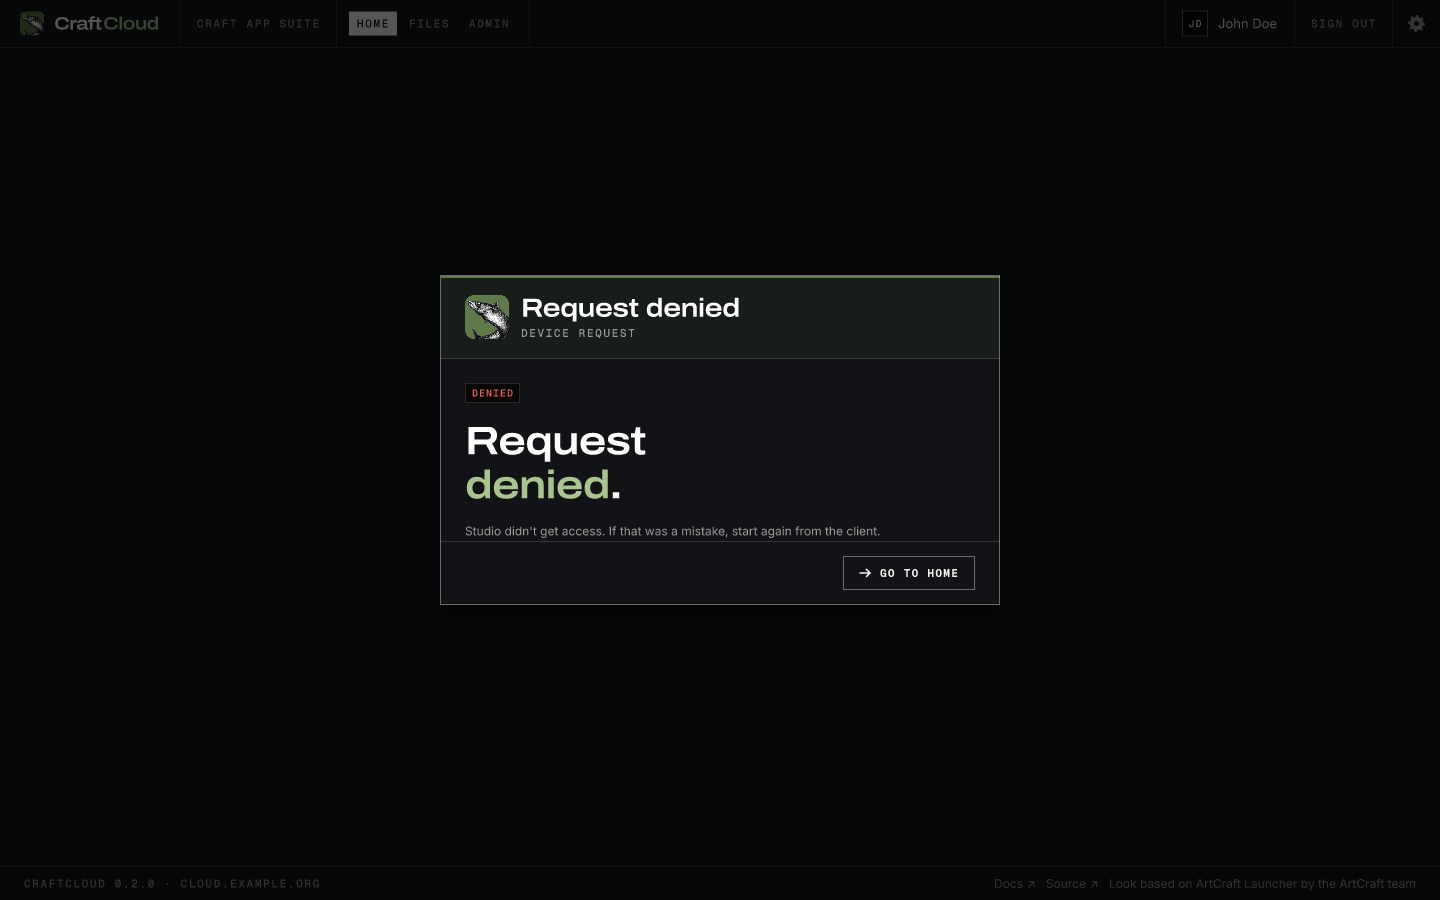 CraftCloud
CRAFT APP SUITE
HOME
FILES
ADMIN
JD
John Doe
SIGN OUT
Request denied
DEVICE REQUEST
DENIED
Request
denied.
Studio didn't get access. If that was a mistake, start again from the client.
→ GO TO HOME
CRAFTCLOUD 0.2.0 · CLOUD.EXAMPLE.ORG
Docs ↗ Source ↗ Look based on ArtCraft Launcher by the ArtCraft team